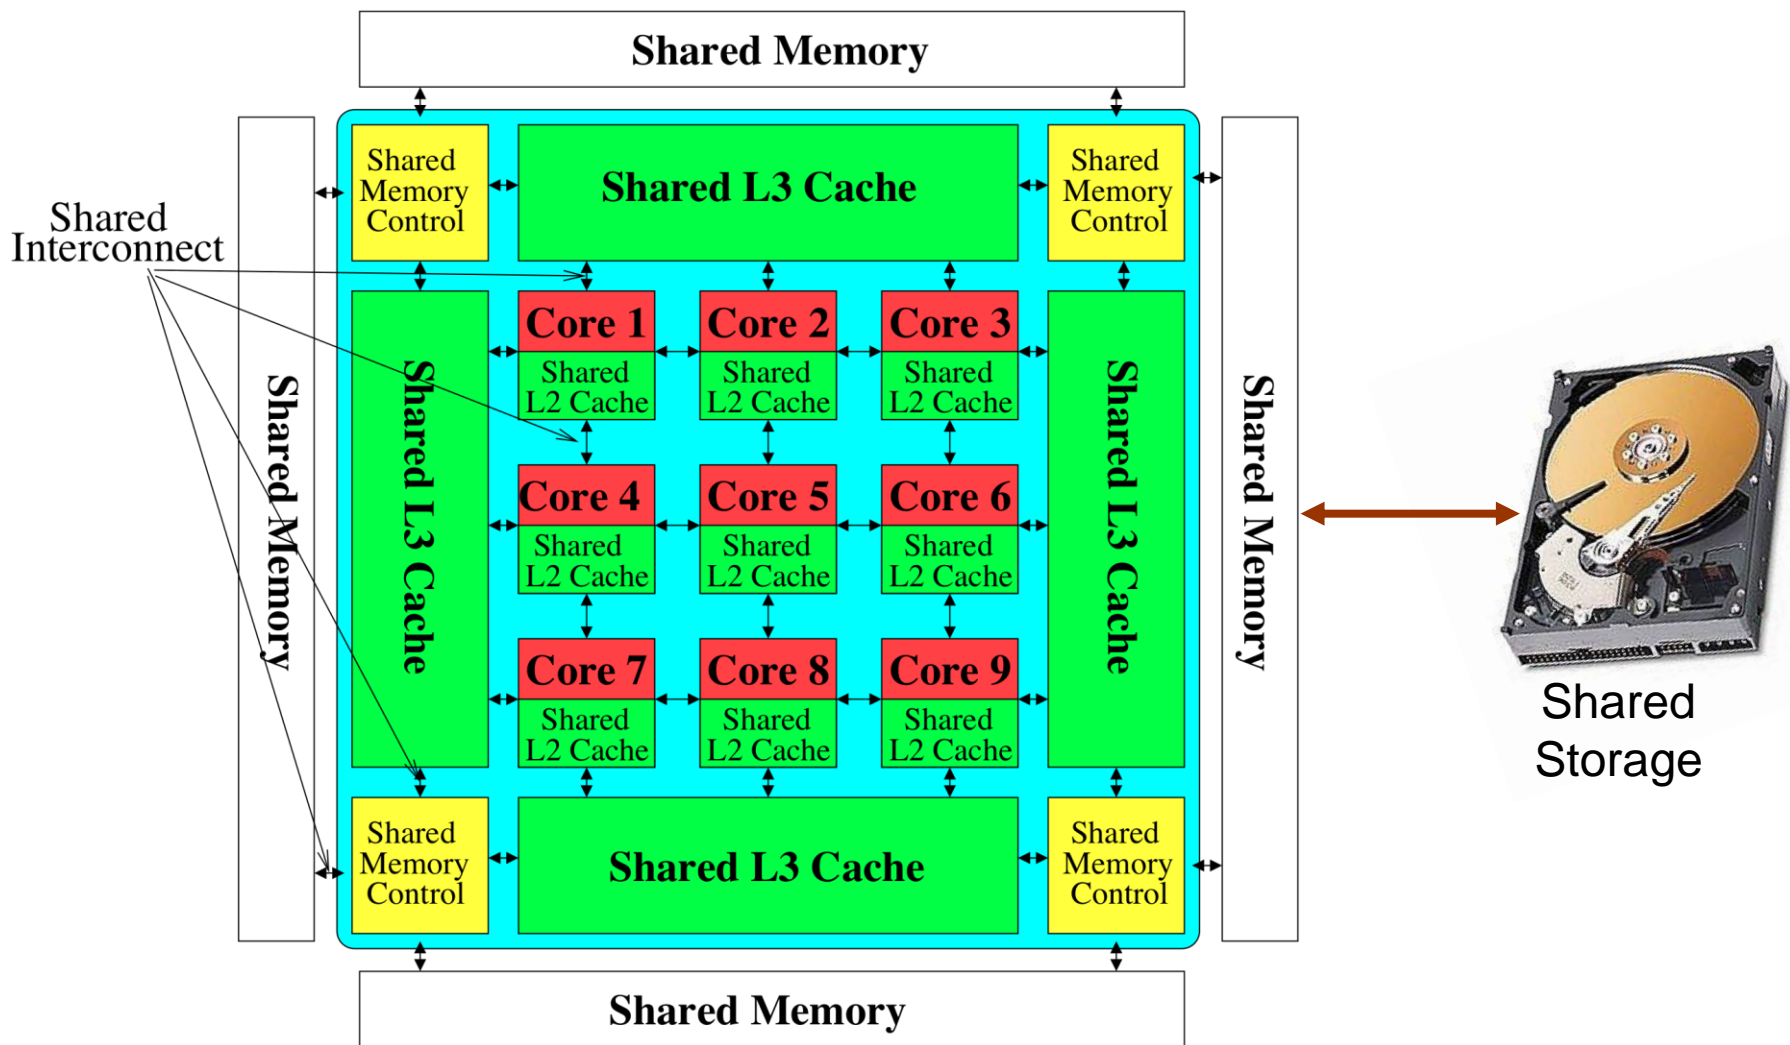 Shared Memory
Shared
Memory
Control
Shared L3 Cache
Shared
Memory
Control
Shared
Interconnect
Shared Memory
Shared L3 Cache
Core 1
Shared
L2 Cache
Core 2
Shared
L2 Cache
Core 3
Shared
L2 Cache
Core 4
Shared
L2 Cache
Core 5
Shared
L2 Cache
Core 6
Shared
L2 Cache
Core 7
Shared
L2 Cache
Core 8
Shared
L2 Cache
Core 9
Shared
L2 Cache
Shared L3 Cache
Shared Memory
Shared
Storage
Shared
Memory
Control
Shared L3 Cache
Shared
Memory
Control
Shared Memory